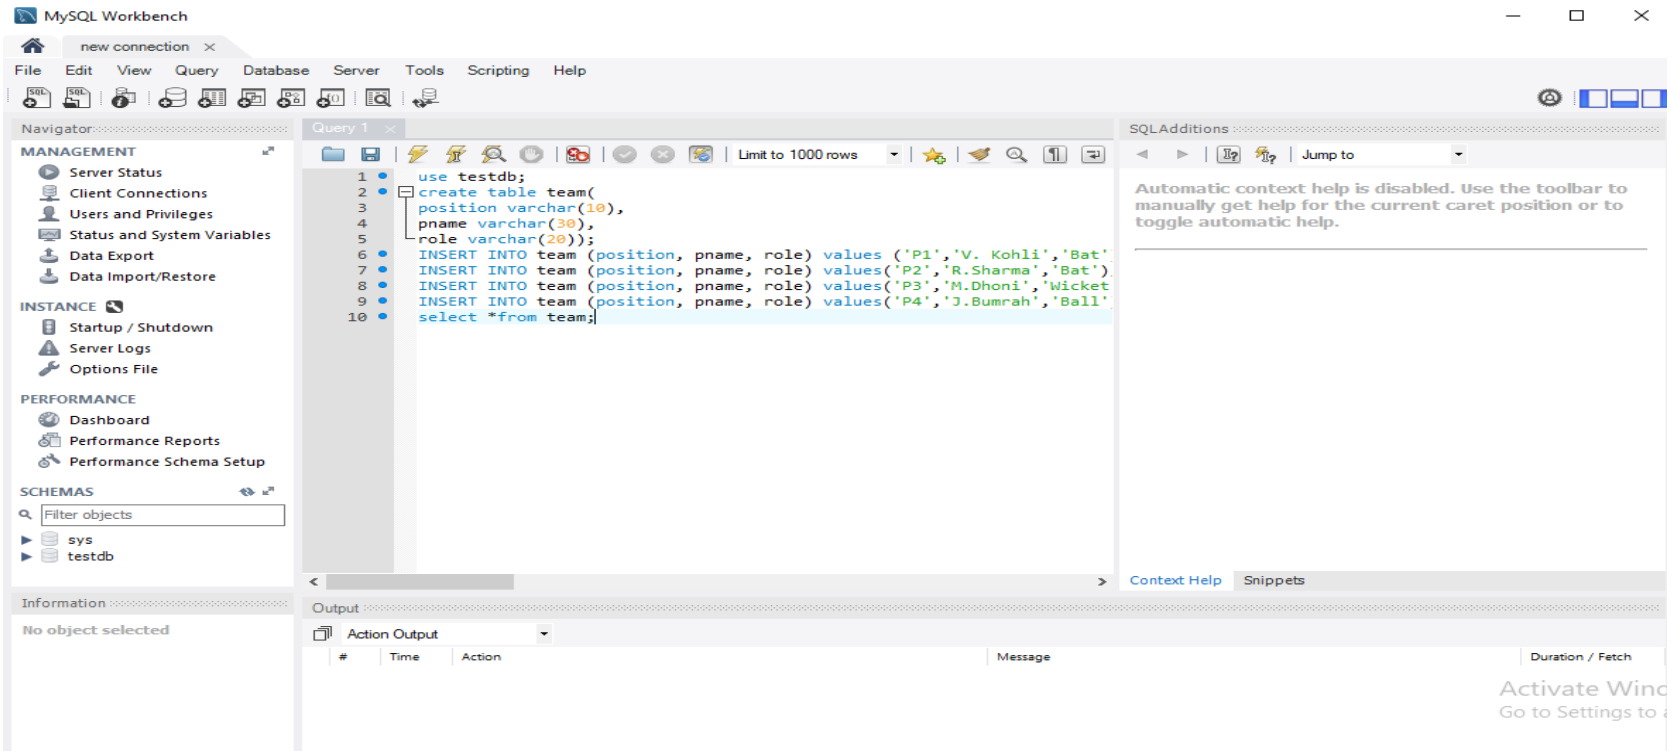 MySQL Workbench
new connection
File Edit View Query Database Server Tools Scripting Help
Navigator
MANAGEMENT
Server Status
Client Connections
Users and Privileges
Status and System Variables
Data Export
Data Import/Restore
INSTANCE
Startup / Shutdown
Server Logs
Options File
PERFORMANCE
Dashboard
Performance Reports
Performance Schema Setup
SCHEMAS
Filter objects
sys
testdb
Information
No object selected
Query 1
Limit to 1000 rows
1 use testdb;
2 create table team(
3 position varchar(10),
4 pname varchar(30),
5 role varchar(20));
6 INSERT INTO team (position, pname, role) values ('P1','V. Kohli','Bat'
7 INSERT INTO team (position, pname, role) values('P2','R.Sharma','Bat')
8 INSERT INTO team (position, pname, role) values('P3','M.Dhoni','Wicket
9 INSERT INTO team (position, pname, role) values('P4','J.Bumrah','Ball'
10 select *from team;
SQLAdditions
Jump to
Automatic context help is disabled. Use the toolbar to
manually get help for the current caret position or to
toggle automatic help.
Context Help Snippets
Output
Action Output
# Time Action Message Duration / Fetch
Activate Wind
Go to Settings to a